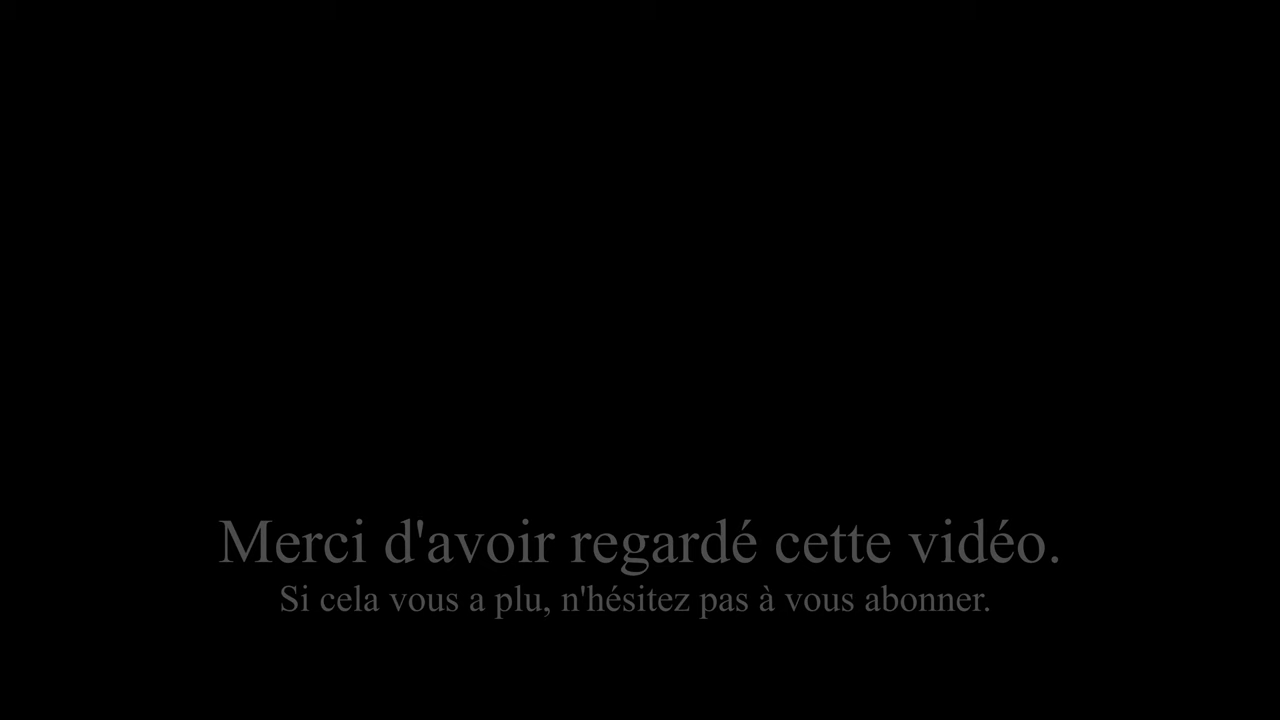 Merci d'avoir regardé cette vidéo.
Si cela vous a plu, n'hésitez pas à vous abonner.